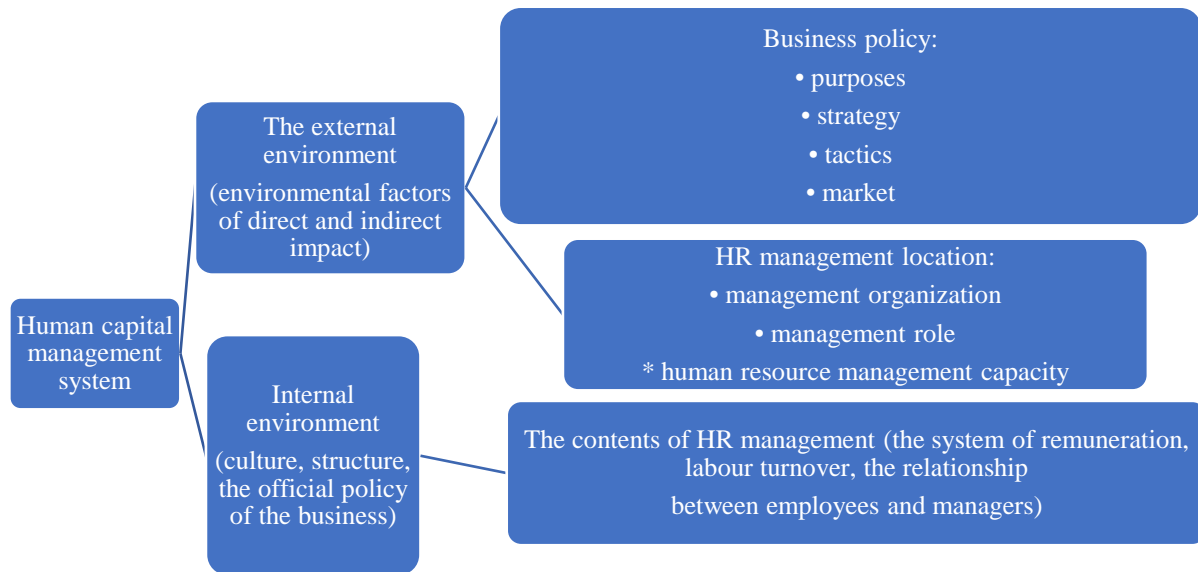 Human capital
management
system
The external
environment
(environmental factors
of direct and indirect
impact)
Business policy:
• purposes
• strategy
• tactics
• market
HR management location:
• management organization
• management role
* human resource management capacity
Internal
environment
(culture, structure,
the official policy
of the business)
The contents of HR management (the system of remuneration,
labour turnover, the relationship
between employees and managers)